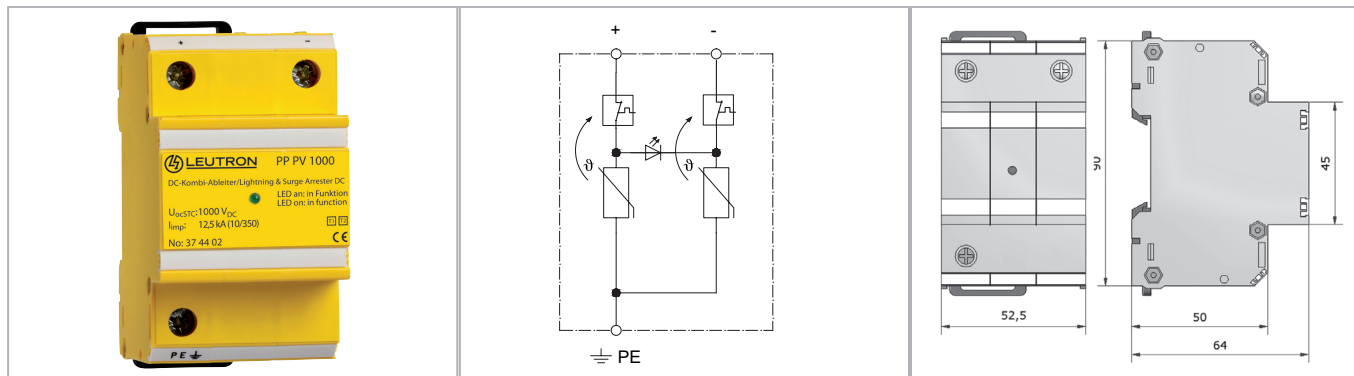 + -
LEUTRON PP PV 1000
DC-Kombi-Ableiter/Lightning & Surge Arrester DC
LED an: in Funktion
LED on: in function
UocSTC: 1000 VDC
Iimp: 12,5 kA (10/350)
T1 T2
No: 37 44 02
CE
PE
+ -
ϑ ϑ
PE
90
45
52,5
50
64